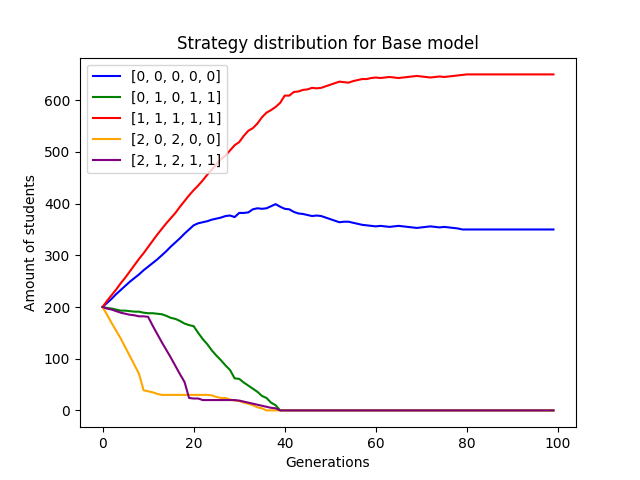 Strategy distribution for Base model
[0, 0, 0, 0, 0]
[0, 1, 0, 1, 1]
[1, 1, 1, 1, 1]
[2, 0, 2, 0, 0]
[2, 1, 2, 1, 1]
Amount of students
600
500
400
300
200
100
0
0 20 40 60 80 100
Generations